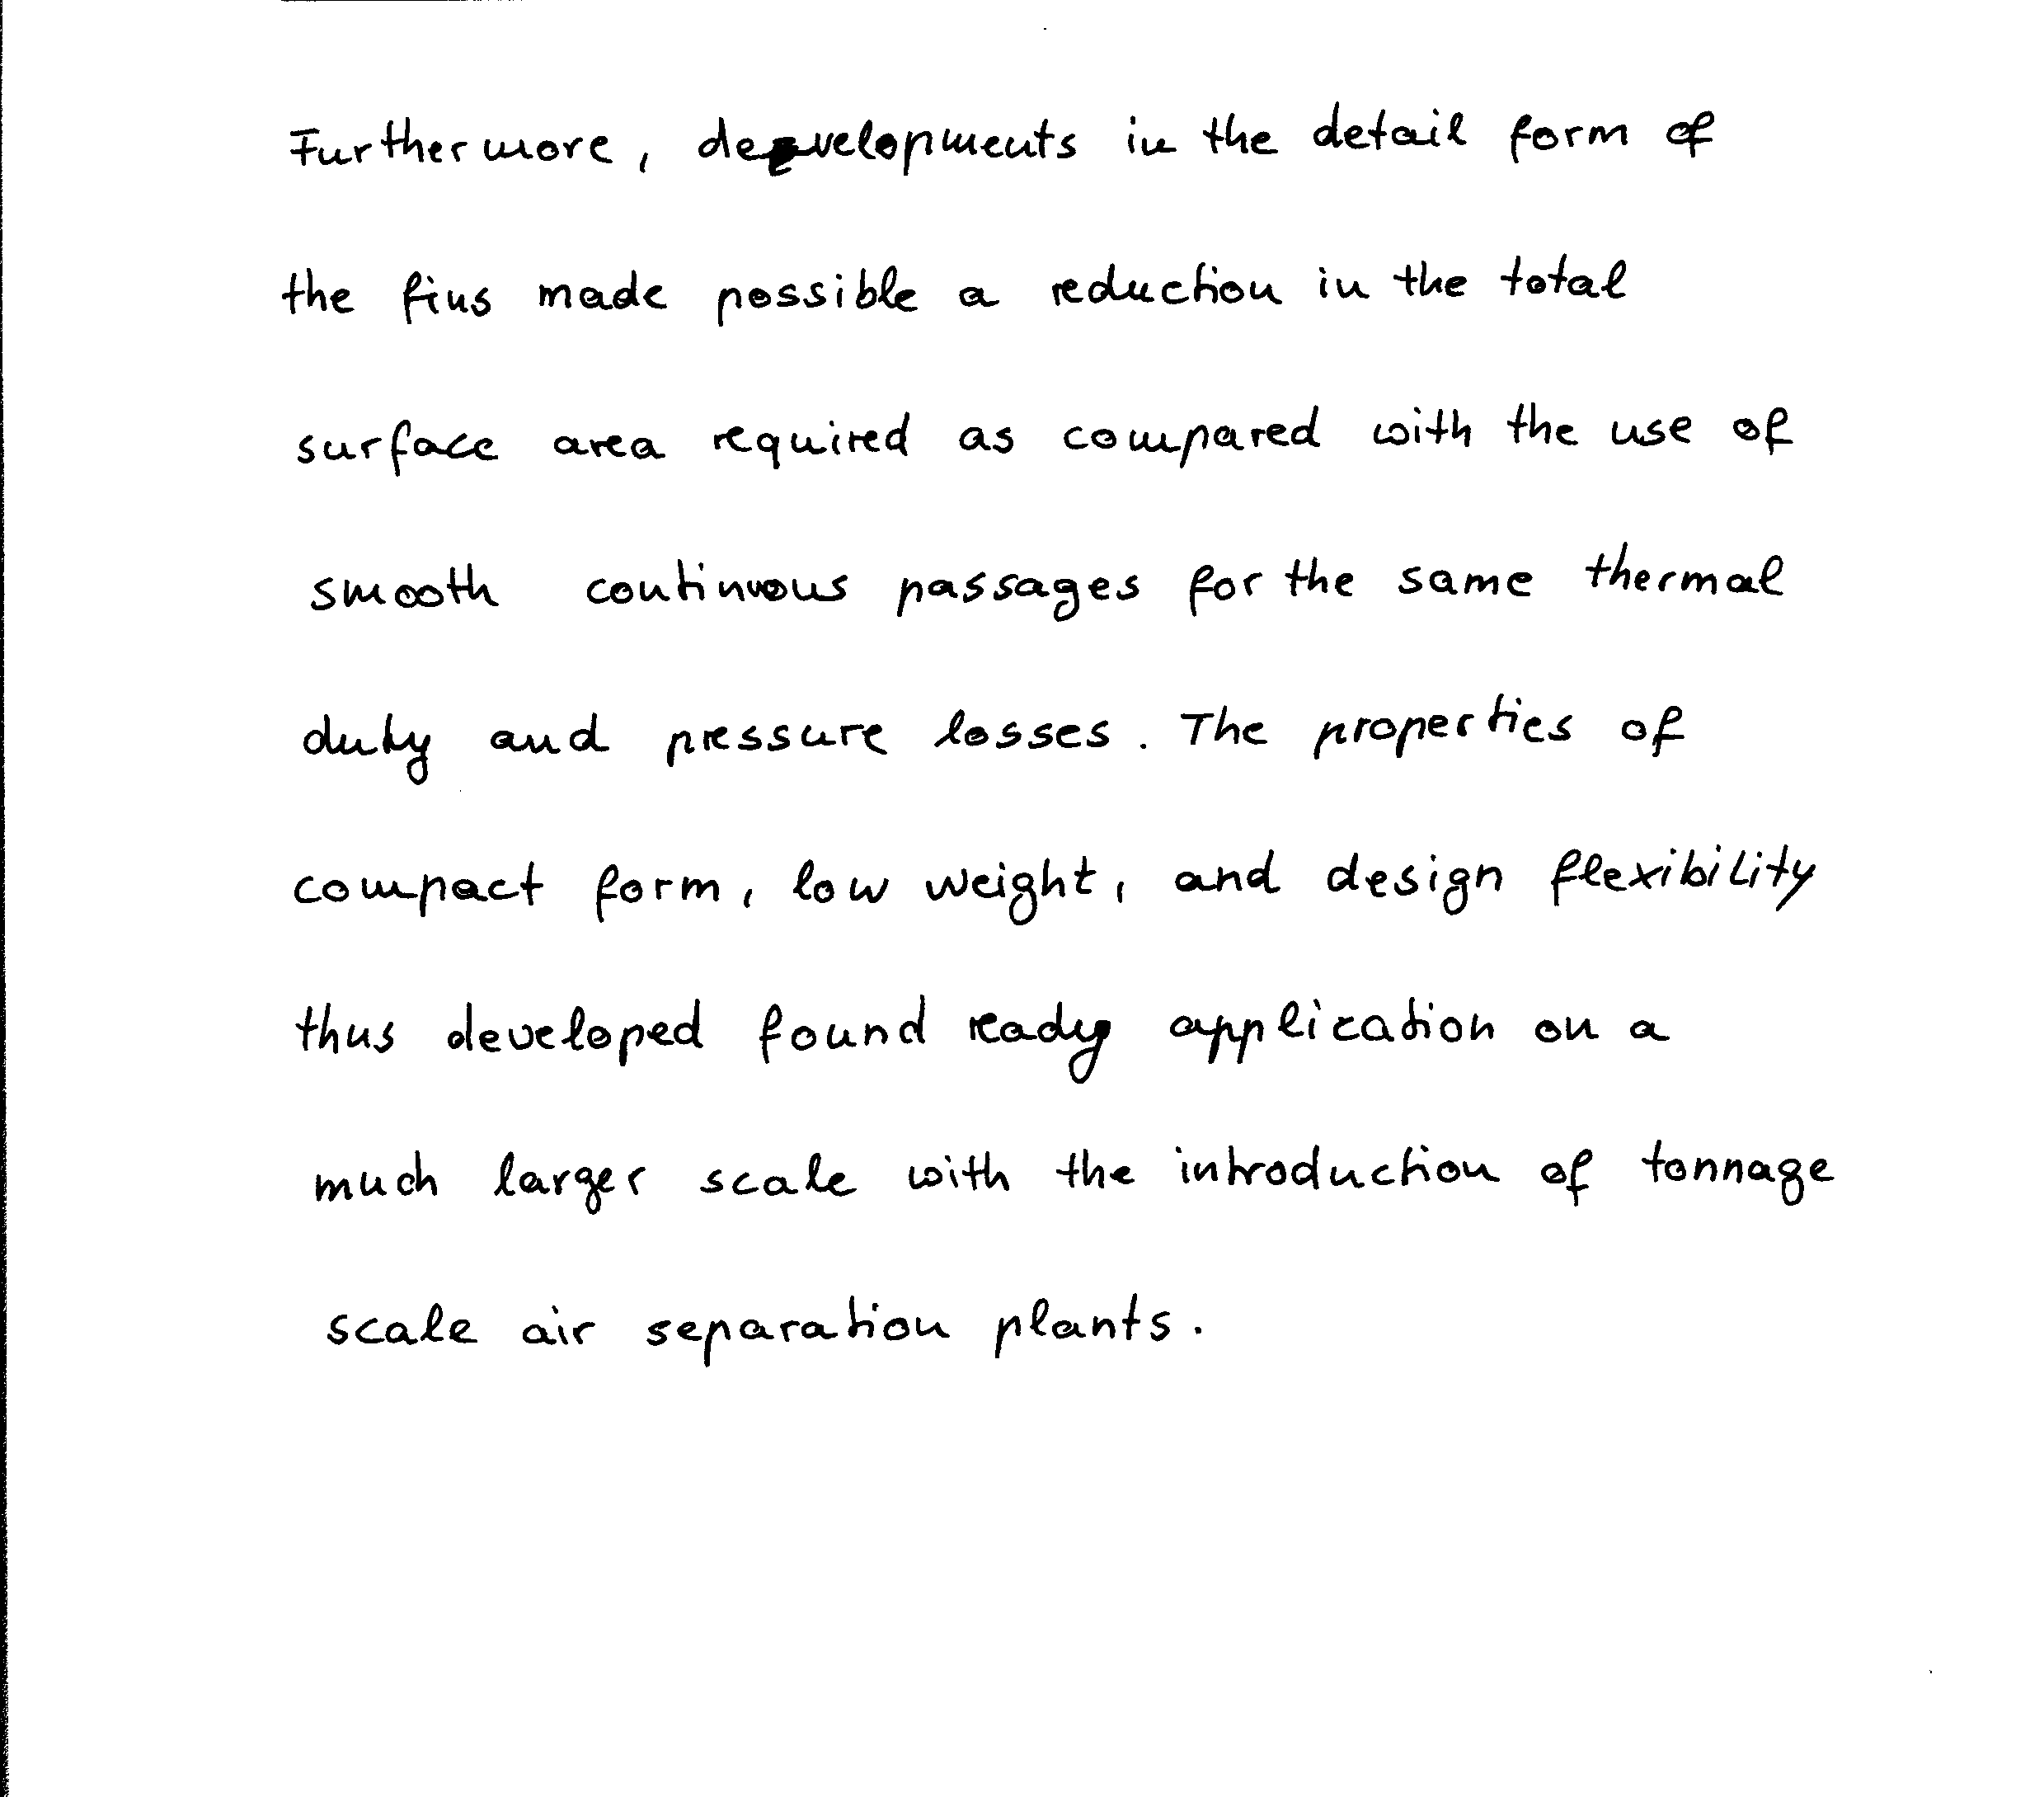 Furthermore, developments in the detail form of
the fins made possible a reduction in the total
surface area required as compared with the use of
smooth continuous passages for the same thermal
duty and pressure losses. The properties of
compact form, low weight, and design flexibility
thus developed found ready application on a
much larger scale with the introduction of tonnage
scale air separation plants.